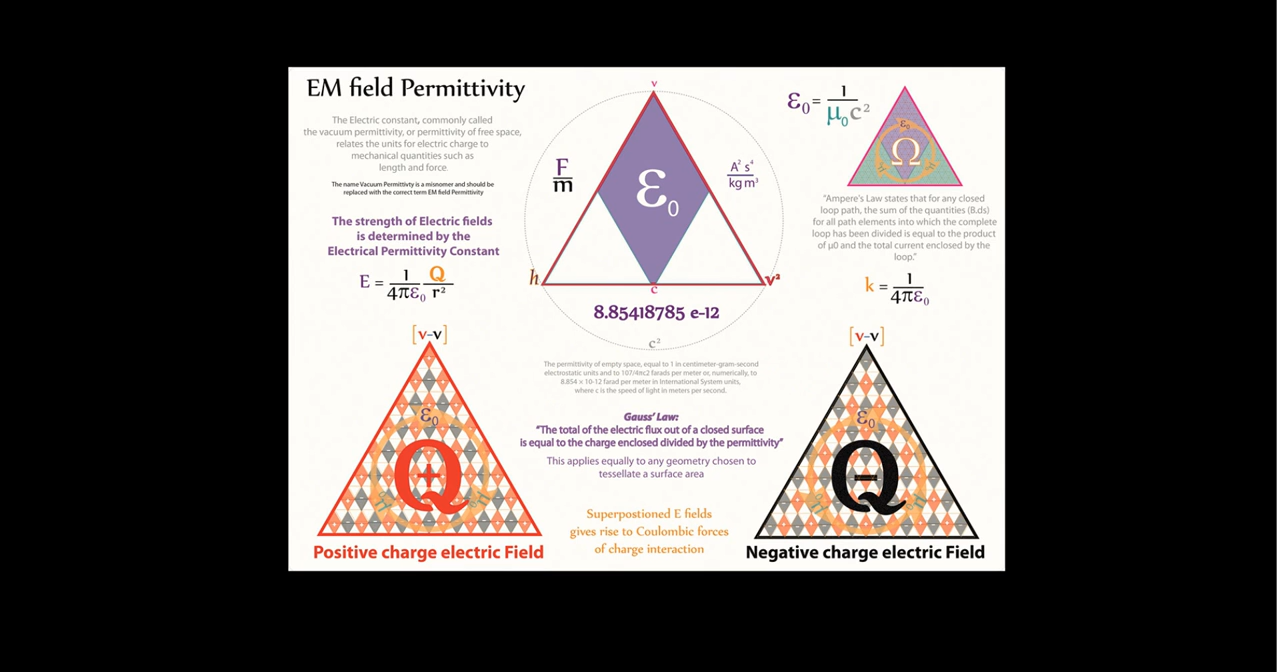 EM field Permittivity
The Electric constant, commonly called
the vacuum permittivity, or permittivity of free space,
relates the units for electric charge to
mechanical quantities such as
length and force.
The name Vacuum Permittivty is a misnomer and should be
replaced with the correct term EM field Permittivity
The strength of Electric fields
is determined by the
Electrical Permittivity Constant
E = 1/4πε₀ Q/r²
[v-v]
ε₀
Q
+
μ₀
μ₀
Positive charge electric Field
v
F/m
ε₀
A² s⁴/kg m³
h
c
v²
8.85418785 e-12
c²
The permittivity of empty space, equal to 1 in centimeter-gram-second
electrostatic units and to 107/4πc2 farads per meter or, numerically, to
8.854 × 10-12 farad per meter in International System units,
where c is the speed of light in meters per second.
Gauss' Law:
"The total of the electric flux out of a closed surface
is equal to the charge enclosed divided by the permittivity"
This applies equally to any geometry chosen to
tessellate a surface area
Superpostioned E fields
gives rise to Coulombic forces
of charge interaction
ε₀ = 1/μ₀c²
ε₀
Ω
"Ampere's Law states that for any closed
loop path, the sum of the quantities (B.ds)
for all path elements into which the complete
loop has been divided is equal to the product
of µ0 and the total current enclosed by the
loop."
k = 1/4πε₀
[v-v]
ε₀
Q
-
μ₀
μ₀
Negative charge electric Field